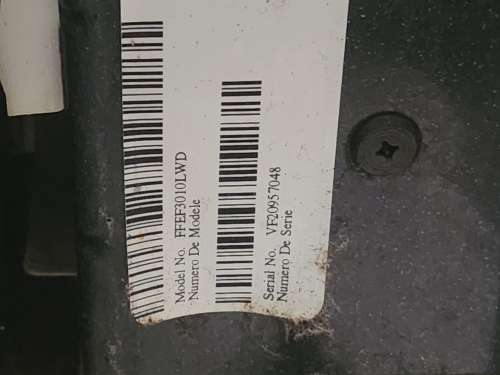 Model No. FFEF3010LWD
Numero De Modele
Serial No. VF20957048
Numero De Serie